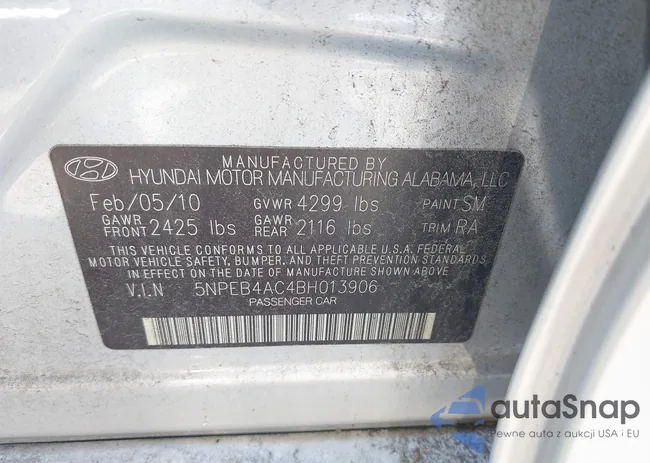 MANUFACTURED BY
HYUNDAI MOTOR MANUFACTURING ALABAMA, LLC
Feb/05/10 GVWR 4299 lbs PAINT SM
GAWR FRONT 2425 lbs GAWR REAR 2116 lbs TRIM RA
THIS VEHICLE CONFORMS TO ALL APPLICABLE U.S.A. FEDERAL
MOTOR VEHICLE SAFETY, BUMPER, AND THEFT PREVENTION STANDARDS
IN EFFECT ON THE DATE OF MANUFACTURE SHOWN ABOVE
V.I.N 5NPEB4AC4BH013906
PASSENGER CAR
autaSnap
Pewne auta z aukcji USA i EU